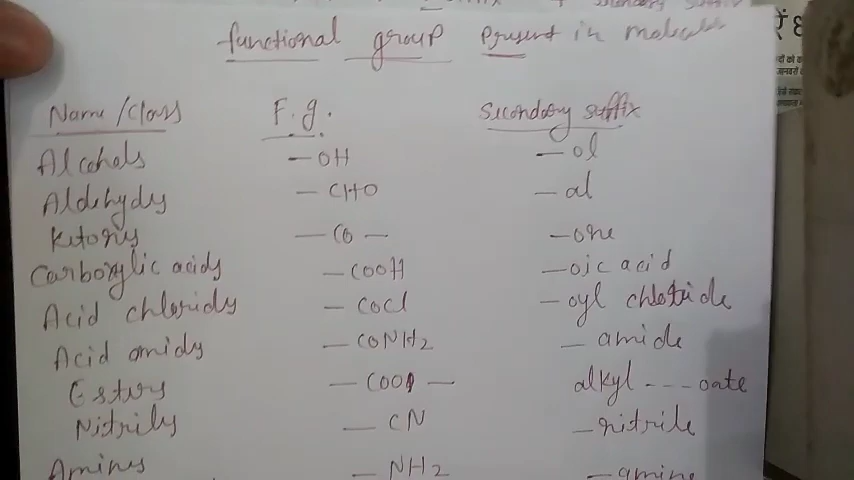 functional group present in molecules
Name/Class F.g. Secondary suffix
Alcohols —OH —ol
Aldehydes —CHO —al
Ketones —CO— —one
Carboxylic acids —COOH —oic acid
Acid chlorides —COCl —oyl chloride
Acid amides —CONH2 —amide
Esters —COO— alkyl ---oate
Nitriles —CN —nitrile
Amines —NH2 —amine